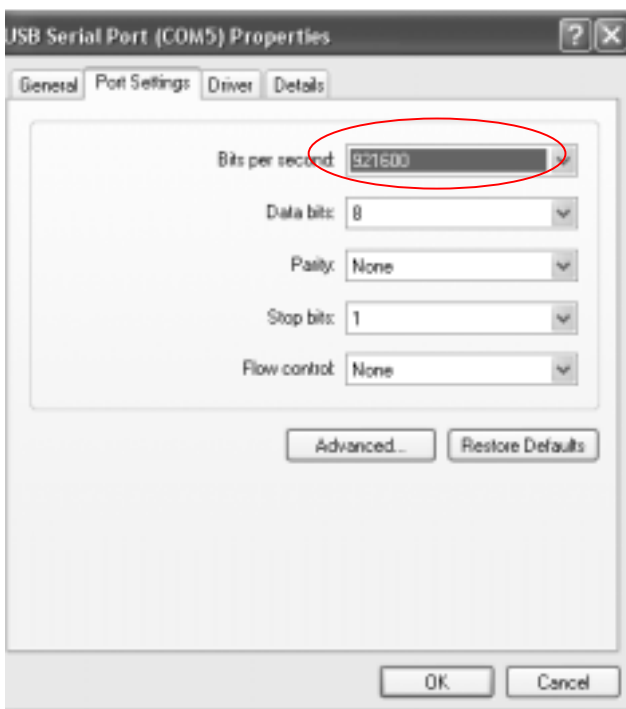 USB Serial Port (COM5) Properties
General Port Settings Driver Details
Bits per second: 921600
Data bits: 8
Parity: None
Stop bits: 1
Flow control: None
Advanced... Restore Defaults
OK Cancel